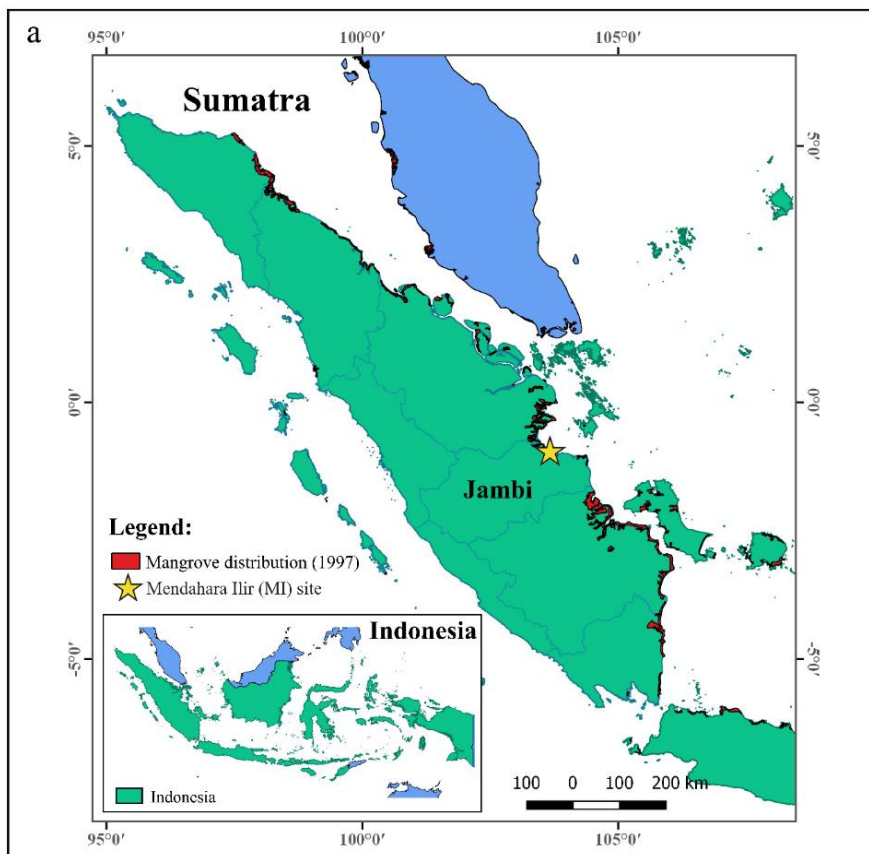 a
95°0' 100°0' 105°0'
Sumatra
5°0' 5°0'
0°0' 0°0'
Jambi
Legend:
Mangrove distribution (1997)
Mendahara Ilir (MI) site
Indonesia
-5°0' -5°0'
Indonesia
100 0 100 200 km
95°0' 100°0' 105°0'